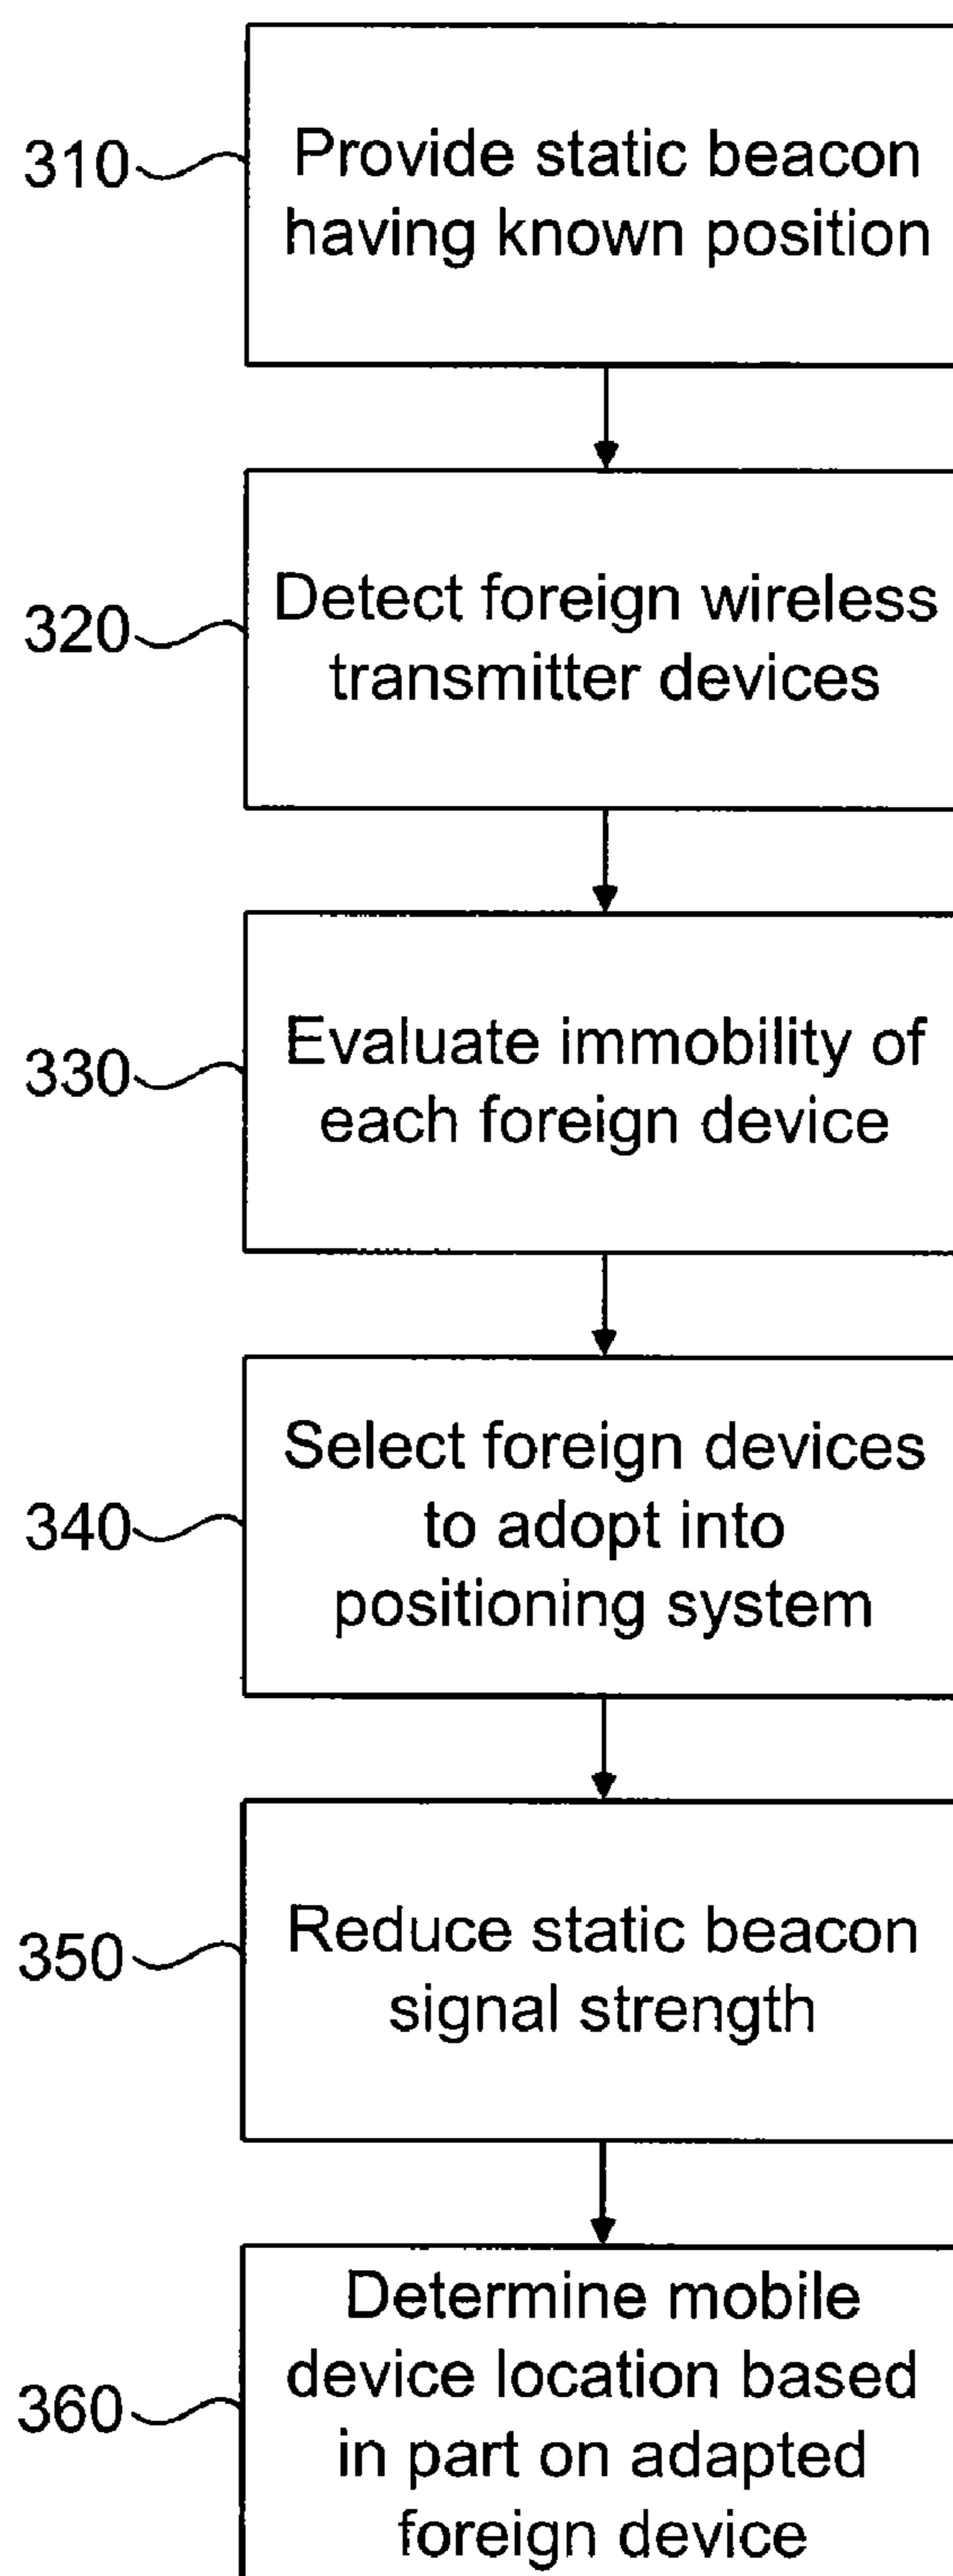 310
Provide static beacon
having known position
320
Detect foreign wireless
transmitter devices
330
Evaluate immobility of
each foreign device
340
Select foreign devices
to adopt into
positioning system
350
Reduce static beacon
signal strength
360
Determine mobile
device location based
in part on adapted
foreign device